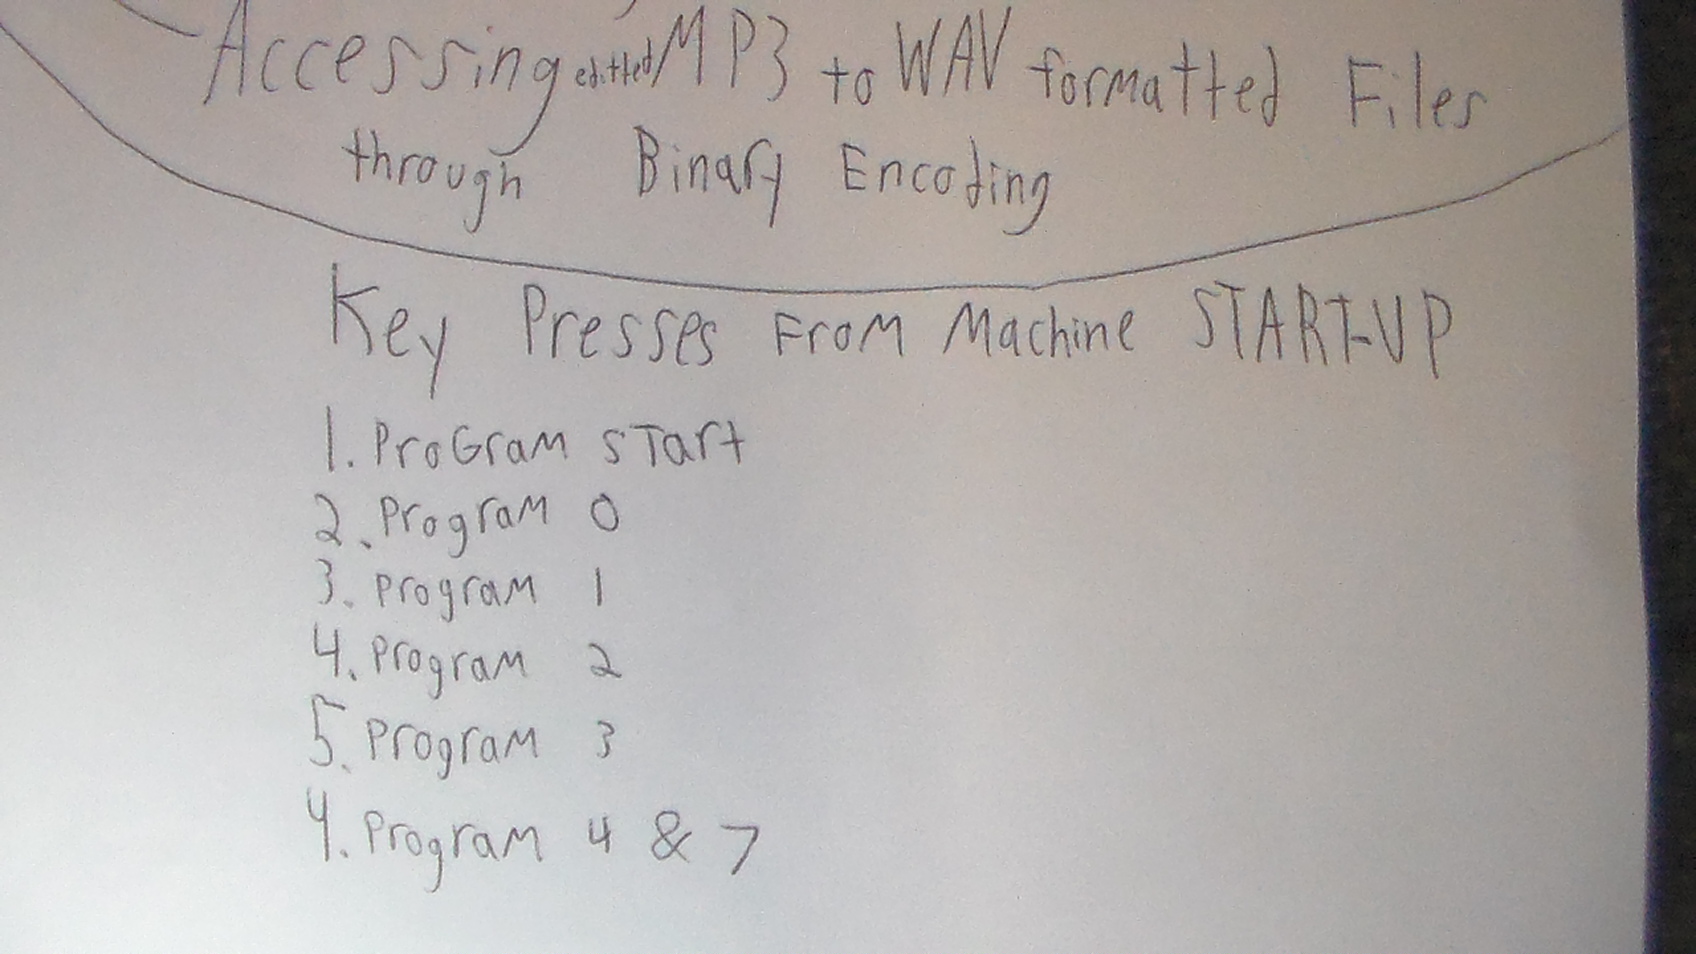 Accessing editted MP3 to WAV formatted Files
through Binary Encoding
Key Presses From Machine START-UP
1. ProGram sTart
2. Program 0
3. Program 1
4. Program 2
5. Program 3
4. Program 4 & 7